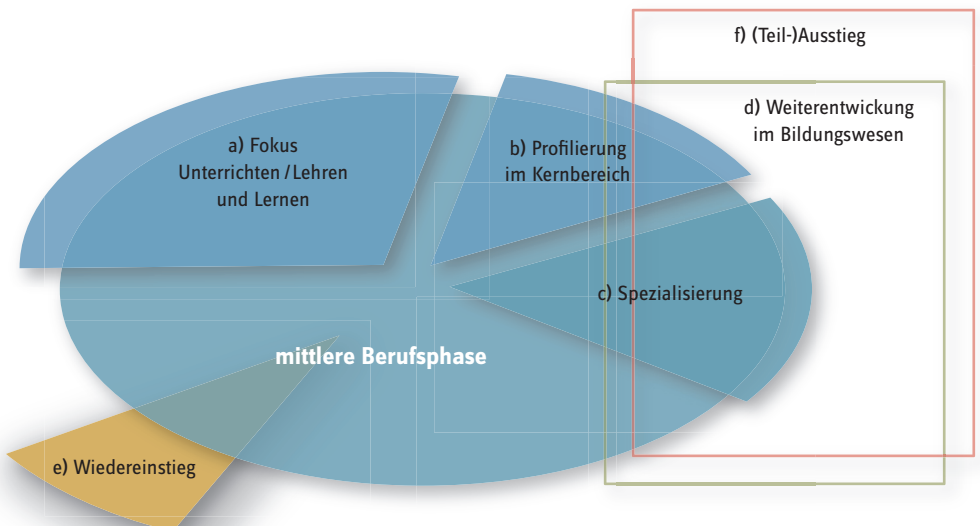 f) (Teil-)Ausstieg
d) Weiterentwickung
im Bildungswesen
a) Fokus
Unterrichten / Lehren
und Lernen
b) Profilierung
im Kernbereich
c) Spezialisierung
mittlere Berufsphase
e) Wiedereinstieg